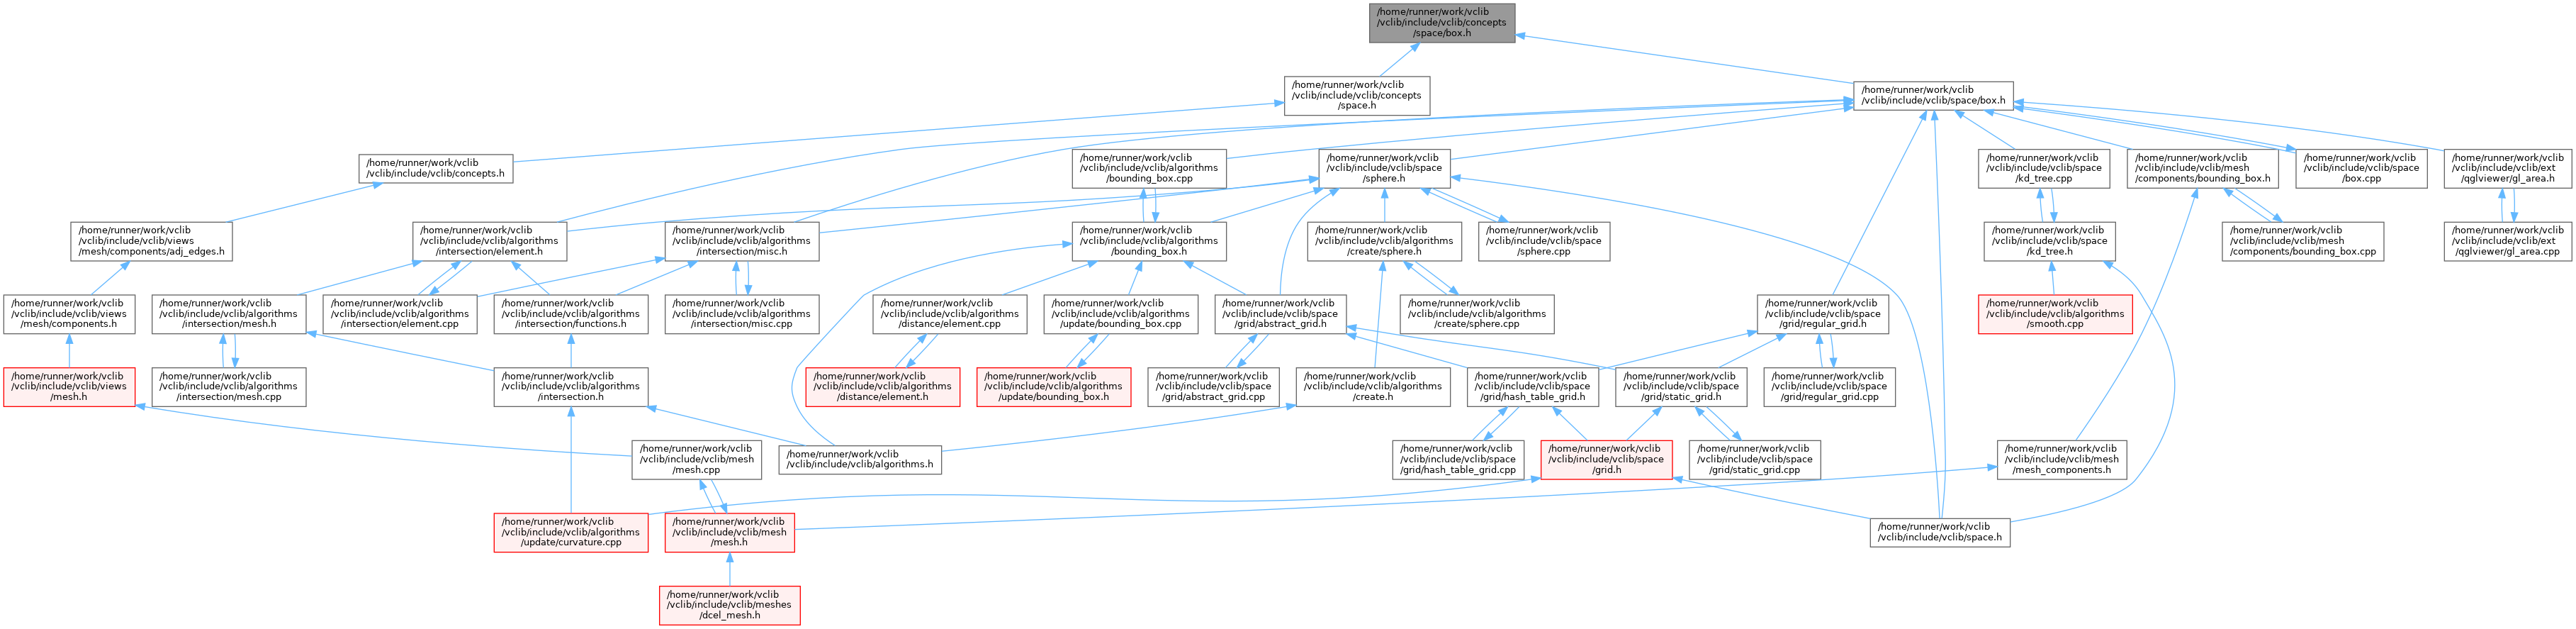 /home/runner/work/vclib
/vclib/include/vclib/concepts
/space/box.h
/home/runner/work/vclib
/vclib/include/vclib/concepts
/space.h
/home/runner/work/vclib
/vclib/include/vclib/space/box.h
/home/runner/work/vclib
/vclib/include/vclib/concepts.h
/home/runner/work/vclib
/vclib/include/vclib/algorithms
/bounding_box.cpp
/home/runner/work/vclib
/vclib/include/vclib/space
/sphere.h
/home/runner/work/vclib
/vclib/include/vclib/space
/kd_tree.cpp
/home/runner/work/vclib
/vclib/include/vclib/mesh
/components/bounding_box.h
/home/runner/work/vclib
/vclib/include/vclib/space
/box.cpp
/home/runner/work/vclib
/vclib/include/vclib/ext
/qglviewer/gl_area.h
/home/runner/work/vclib
/vclib/include/vclib/views
/mesh/components/adj_edges.h
/home/runner/work/vclib
/vclib/include/vclib/algorithms
/intersection/element.h
/home/runner/work/vclib
/vclib/include/vclib/algorithms
/intersection/misc.h
/home/runner/work/vclib
/vclib/include/vclib/algorithms
/bounding_box.h
/home/runner/work/vclib
/vclib/include/vclib/algorithms
/create/sphere.h
/home/runner/work/vclib
/vclib/include/vclib/space
/sphere.cpp
/home/runner/work/vclib
/vclib/include/vclib/space
/kd_tree.h
/home/runner/work/vclib
/vclib/include/vclib/mesh
/components/bounding_box.cpp
/home/runner/work/vclib
/vclib/include/vclib/ext
/qglviewer/gl_area.cpp
/home/runner/work/vclib
/vclib/include/vclib/views
/mesh/components.h
/home/runner/work/vclib
/vclib/include/vclib/algorithms
/intersection/mesh.h
/home/runner/work/vclib
/vclib/include/vclib/algorithms
/intersection/element.cpp
/home/runner/work/vclib
/vclib/include/vclib/algorithms
/intersection/functions.h
/home/runner/work/vclib
/vclib/include/vclib/algorithms
/intersection/misc.cpp
/home/runner/work/vclib
/vclib/include/vclib/algorithms
/distance/element.cpp
/home/runner/work/vclib
/vclib/include/vclib/algorithms
/update/bounding_box.cpp
/home/runner/work/vclib
/vclib/include/vclib/space
/grid/abstract_grid.h
/home/runner/work/vclib
/vclib/include/vclib/algorithms
/create/sphere.cpp
/home/runner/work/vclib
/vclib/include/vclib/space
/grid/regular_grid.h
/home/runner/work/vclib
/vclib/include/vclib/algorithms
/smooth.cpp
/home/runner/work/vclib
/vclib/include/vclib/views
/mesh.h
/home/runner/work/vclib
/vclib/include/vclib/algorithms
/intersection/mesh.cpp
/home/runner/work/vclib
/vclib/include/vclib/algorithms
/intersection.h
/home/runner/work/vclib
/vclib/include/vclib/algorithms
/distance/element.h
/home/runner/work/vclib
/vclib/include/vclib/algorithms
/update/bounding_box.h
/home/runner/work/vclib
/vclib/include/vclib/space
/grid/abstract_grid.cpp
/home/runner/work/vclib
/vclib/include/vclib/algorithms
/create.h
/home/runner/work/vclib
/vclib/include/vclib/space
/grid/hash_table_grid.h
/home/runner/work/vclib
/vclib/include/vclib/space
/grid/static_grid.h
/home/runner/work/vclib
/vclib/include/vclib/space
/grid/regular_grid.cpp
/home/runner/work/vclib
/vclib/include/vclib/mesh
/mesh.cpp
/home/runner/work/vclib
/vclib/include/vclib/algorithms.h
/home/runner/work/vclib
/vclib/include/vclib/space
/grid/hash_table_grid.cpp
/home/runner/work/vclib
/vclib/include/vclib/space
/grid.h
/home/runner/work/vclib
/vclib/include/vclib/space
/grid/static_grid.cpp
/home/runner/work/vclib
/vclib/include/vclib/mesh
/mesh_components.h
/home/runner/work/vclib
/vclib/include/vclib/algorithms
/update/curvature.cpp
/home/runner/work/vclib
/vclib/include/vclib/mesh
/mesh.h
/home/runner/work/vclib
/vclib/include/vclib/space.h
/home/runner/work/vclib
/vclib/include/vclib/meshes
/dcel_mesh.h